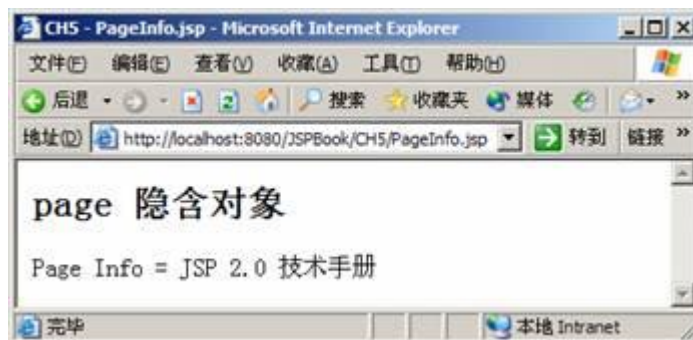 CH5 - PageInfo.jsp - Microsoft Internet Explorer
文件(F) 编辑(E) 查看(V) 收藏(A) 工具(T) 帮助(H)
后退 搜索 收藏夹 媒体 »
地址(D) http://localhost:8080/JSPBook/CH5/PageInfo.jsp 转到 链接 »
page 隐含对象
Page Info = JSP 2.0 技术手册
完毕 本地 Intranet